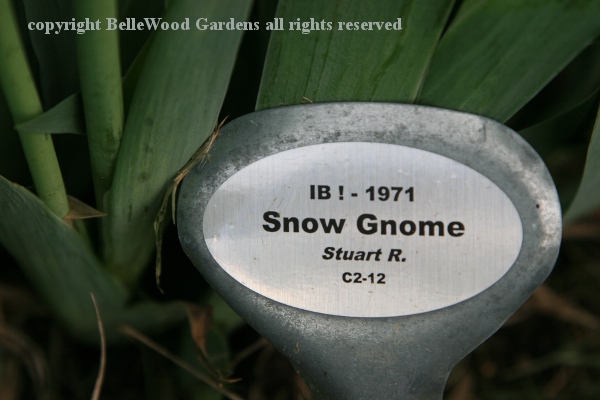 copyright BelleWood Gardens all rights reserved
IB ! - 1971
Snow Gnome
Stuart R.
C2-12